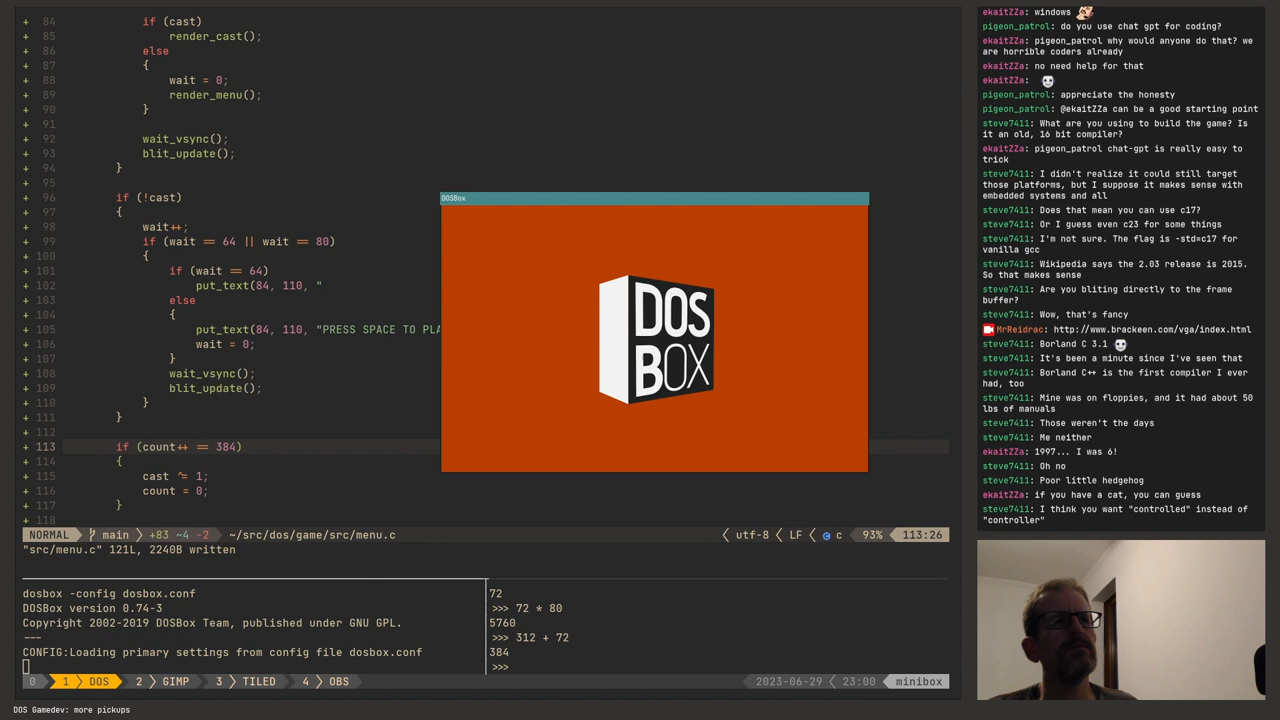 + 84 if (cast)
+ 85 render_cast();
+ 86 else
+ 87 {
+ 88 wait = 0;
+ 89 render_menu();
+ 90 }
+ 91
+ 92 wait_vsync();
+ 93 blit_update();
+ 94 }
+ 95
+ 96 if (!cast)
+ 97 {
+ 98 wait++;
+ 99 if (wait == 64 || wait == 80)
+ 100 {
+ 101 if (wait == 64)
+ 102 put_text(84, 110, "
+ 103 else
+ 104 {
+ 105 put_text(84, 110, "PRESS SPACE TO PLA
+ 106 wait = 0;
+ 107 }
+ 108 wait_vsync();
+ 109 blit_update();
+ 110 }
+ 111 }
+ 112
+ 113 if (count++ == 384)
+ 114 {
+ 115 cast ^= 1;
+ 116 count = 0;
+ 117 }
+ 118
NORMAL main +83 ~4 -2 ~/src/dos/game/src/menu.c utf-8 LF c 93% 113:26
"src/menu.c" 121L, 2240B written
DOSBox
DOS
BOX
dosbox -config dosbox.conf
DOSBox version 0.74-3
Copyright 2002-2019 DOSBox Team, published under GNU GPL.
---
CONFIG:Loading primary settings from config file dosbox.conf
72
>>> 72 * 80
5760
>>> 312 + 72
384
>>>
0 1 DOS 2 GIMP 3 TILED 4 OBS 2023-06-29 23:00 minibox
DOS Gamedev: more pickups
ekaitZZa: windows
pigeon_patrol: do you use chat gpt for coding?
ekaitZZa: pigeon_patrol why would anyone do that? we
are horrible coders already
ekaitZZa: no need help for that
ekaitZZa:
pigeon_patrol: appreciate the honesty
pigeon_patrol: @ekaitZZa can be a good starting point
steve7411: What are you using to build the game? Is
it an old, 16 bit compiler?
ekaitZZa: pigeon_patrol chat-gpt is really easy to
trick
steve7411: I didn't realize it could still target
those platforms, but I suppose it makes sense with
embedded systems and all
steve7411: Does that mean you can use c17?
steve7411: Or I guess even c23 for some things
steve7411: I'm not sure. The flag is -std=c17 for
vanilla gcc
steve7411: Wikipedia says the 2.03 release is 2015.
So that makes sense
steve7411: Are you bliting directly to the frame
buffer?
steve7411: Wow, that's fancy
MrReidrac: http://www.brackeen.com/vga/index.html
steve7411: Borland C 3.1
steve7411: It's been a minute since I've seen that
steve7411: Borland C++ is the first compiler I ever
had, too
steve7411: Mine was on floppies, and it had about 50
lbs of manuals
steve7411: Those weren't the days
steve7411: Me neither
ekaitZZa: 1997... I was 6!
steve7411: Oh no
steve7411: Poor little hedgehog
ekaitZZa: if you have a cat, you can guess
steve7411: I think you want "controlled" instead of
"controller"